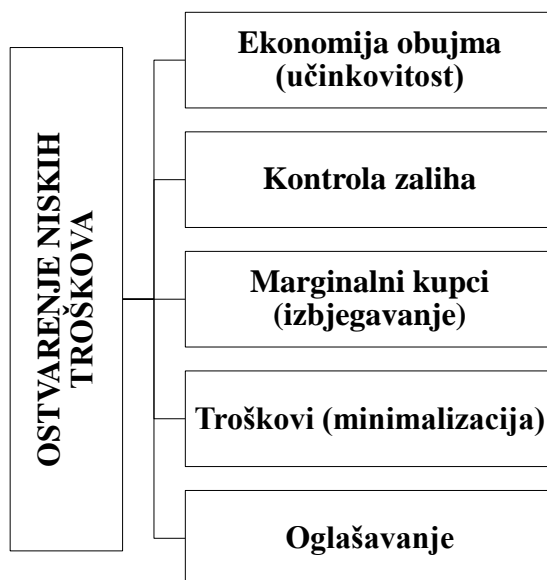 OSTVARENJE NISKIH
TROŠKOVA
Ekonomija obujma
(učinkovitost)
Kontrola zaliha
Marginalni kupci
(izbjegavanje)
Troškovi (minimalizacija)
Oglašavanje